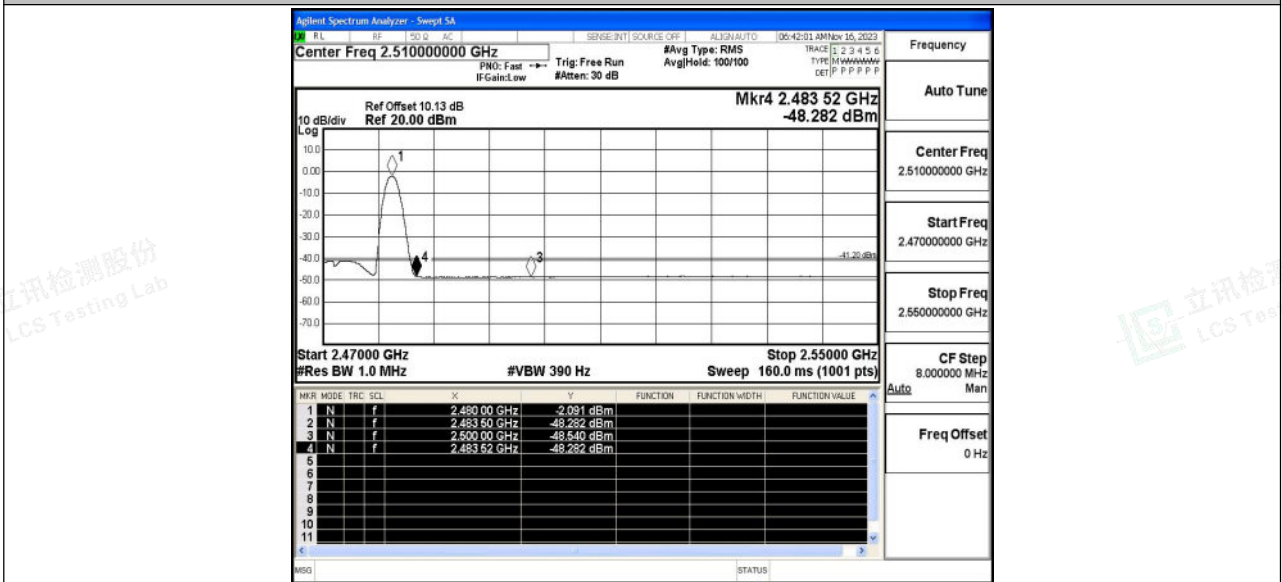 Agilent Spectrum Analyzer - Swept SA
RL RF 50 Ω AC SENSE:INT SOURCE OFF ALIGNAUTO 06:42:01 AM Nov 16, 2023
Center Freq 2.510000000 GHz
PNO: Fast
IFGain:Low
Trig: Free Run
#Atten: 30 dB
#Avg Type: RMS
Avg|Hold: 100/100
TRACE 1 2 3 4 5 6
TYPE M W W W W W
DET P P P P P P
Ref Offset 10.13 dB
10 dB/div Ref 20.00 dBm
Log
Mkr4 2.483 52 GHz
-48.282 dBm
10.0
0.00
-10.0
-20.0
-30.0
-40.0
-50.0
-60.0
-70.0
1
4
3
-41.20 dBm
Start 2.47000 GHz Stop 2.55000 GHz
#Res BW 1.0 MHz #VBW 390 Hz Sweep 160.0 ms (1001 pts)
MKR MODE TRC SCL X Y FUNCTION FUNCTION WIDTH FUNCTION VALUE
1 N f 2.480 00 GHz -2.091 dBm
2 N f 2.483 50 GHz -48.282 dBm
3 N f 2.500 00 GHz -48.540 dBm
4 N f 2.483 52 GHz -48.282 dBm
5
6
7
8
9
10
11
MSG STATUS
Frequency
Auto Tune
Center Freq
2.510000000 GHz
Start Freq
2.470000000 GHz
Stop Freq
2.550000000 GHz
CF Step
8.000000 MHz
Auto Man
Freq Offset
0 Hz
立讯检测股份
LCS Testing Lab
立讯检
LCS Tes